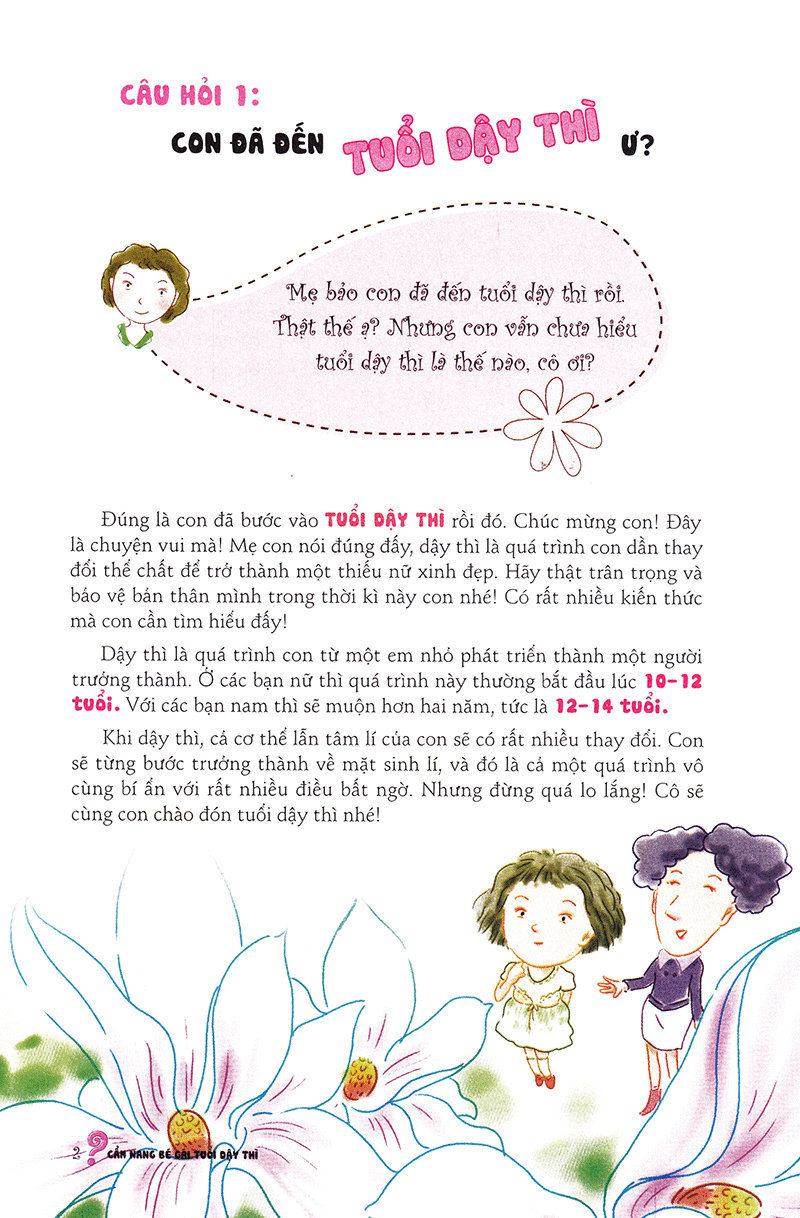 CÂU HỎI 1:
CON ĐÃ ĐẾN TUỔI DẬY THÌ Ư?
Mẹ bảo con đã đến tuổi dậy thì rồi.
Thật thế ạ? Nhưng con vẫn chưa hiểu
tuổi dậy thì là thế nào, cô ơi?
Đúng là con đã bước vào TUỔI DẬY THÌ rồi đó. Chúc mừng con! Đây
là chuyện vui mà! Mẹ con nói đúng đấy, dậy thì là quá trình con dần thay
đổi thể chất để trở thành một thiếu nữ xinh đẹp. Hãy thật trân trọng và
bảo vệ bản thân mình trong thời kì này con nhé! Có rất nhiều kiến thức
mà con cần tìm hiểu đấy!
Dậy thì là quá trình con từ một em nhỏ phát triển thành một người
trưởng thành. Ở các bạn nữ thì quá trình này thường bắt đầu lúc 10-12
tuổi. Với các bạn nam thì sẽ muộn hơn hai năm, tức là 12-14 tuổi.
Khi dậy thì, cả cơ thể lẫn tâm lí của con sẽ có rất nhiều thay đổi. Con
sẽ từng bước trưởng thành về mặt sinh lí, và đó là cả một quá trình vô
cùng bí ẩn với rất nhiều điều bất ngờ. Nhưng đừng quá lo lắng! Cô sẽ
cùng con chào đón tuổi dậy thì nhé!
2 ? CẨM NANG BÉ GÁI TUỔI DẬY THÌ